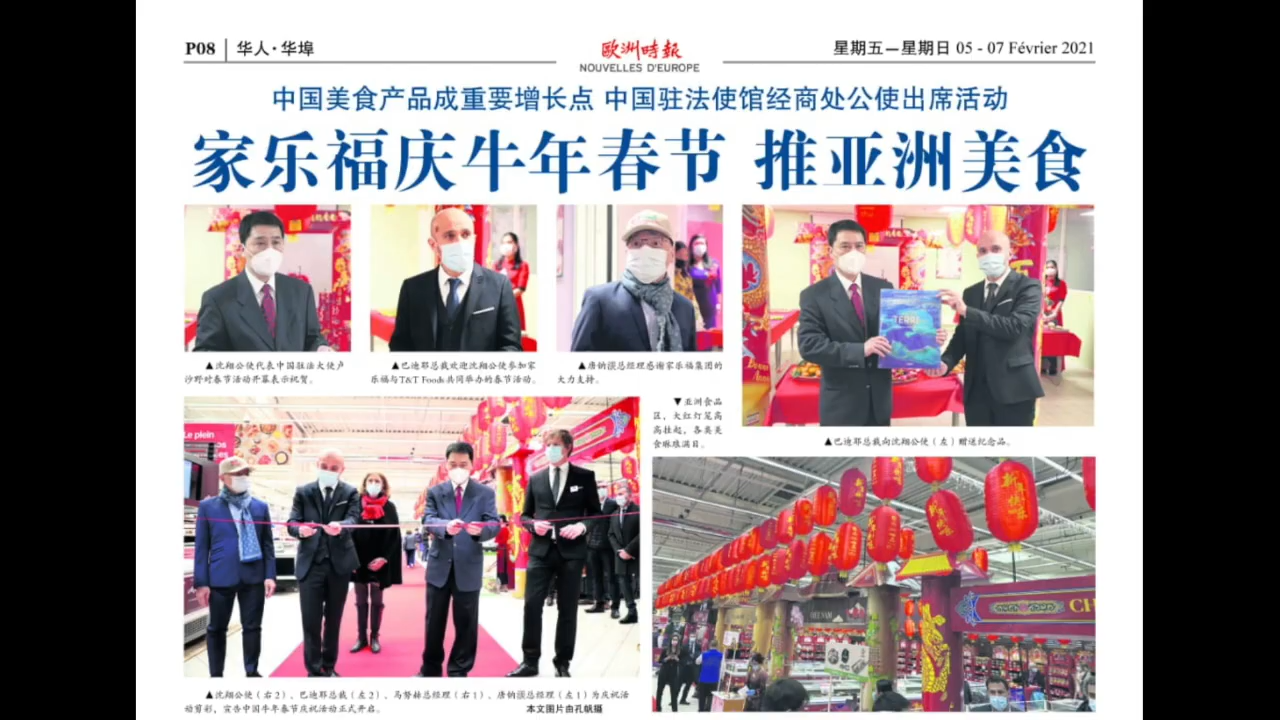 P08 华人·华埠
歐洲時報
NOUVELLES D'EUROPE
星期五—星期日 05 - 07 Février 2021
中国美食产品成重要增长点 中国驻法使馆经商处公使出席活动
家乐福庆牛年春节 推亚洲美食
▲沈翔公使代表中国驻法大使卢
沙野对春节活动开幕表示祝贺。
▲巴迪耶总裁欢迎沈翔公使参加家
乐福与T&T Foods共同举办的春节活动。
▲唐钠顶总经理感谢家乐福集团的
大力支持。
TERRE
▲巴迪耶总裁向沈翔公使（左）赠送纪念品。
▼亚洲食品
区，大红灯笼高
高挂起，各类美
食琳琅满目。
Le plein
VIETNAM
CH
▲沈翔公使（右2）、巴迪耶总裁（左2）、马努赫总经理（右1）、唐钠顶总经理（左1）为庆祝活
动剪彩，宣告中国牛年春节庆祝活动正式开启。
本文图片由孔帆摄